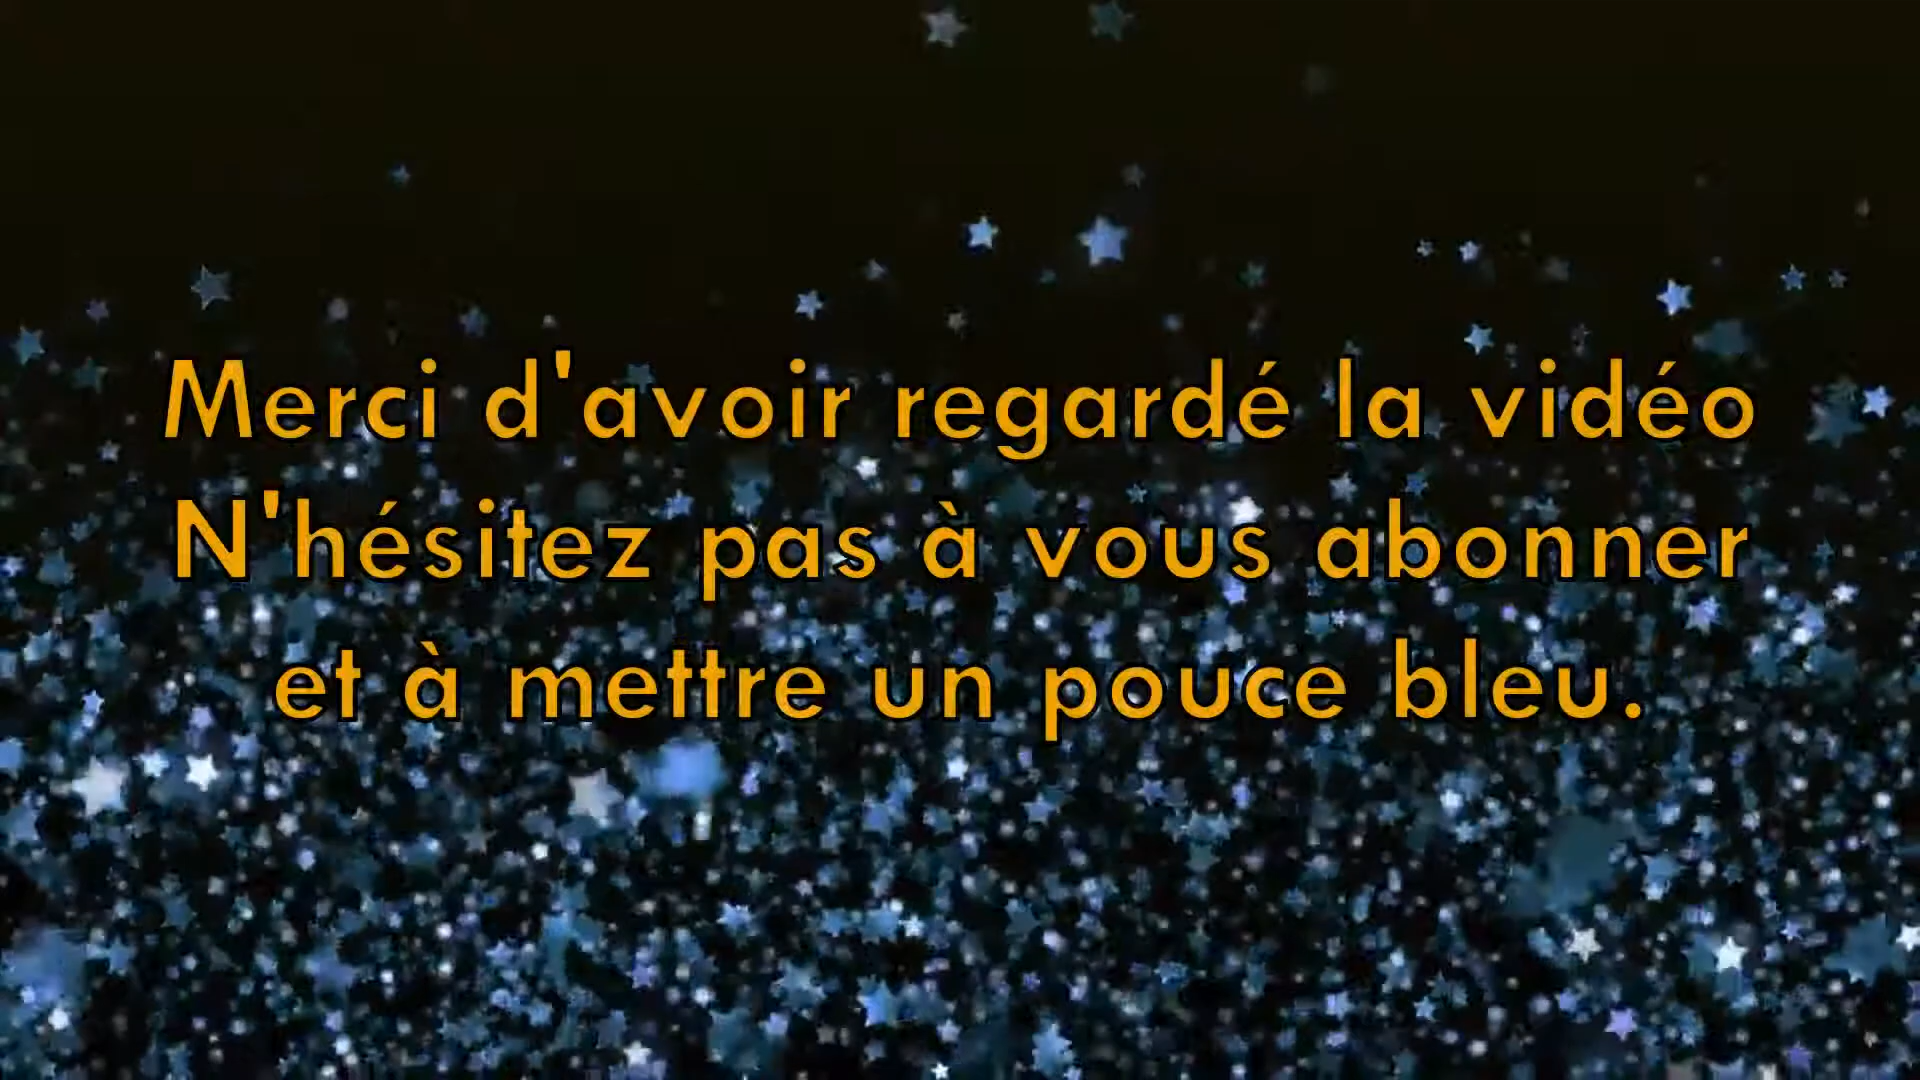 Merci d'avoir regardé la vidéo
N'hésitez pas à vous abonner
et à mettre un pouce bleu.